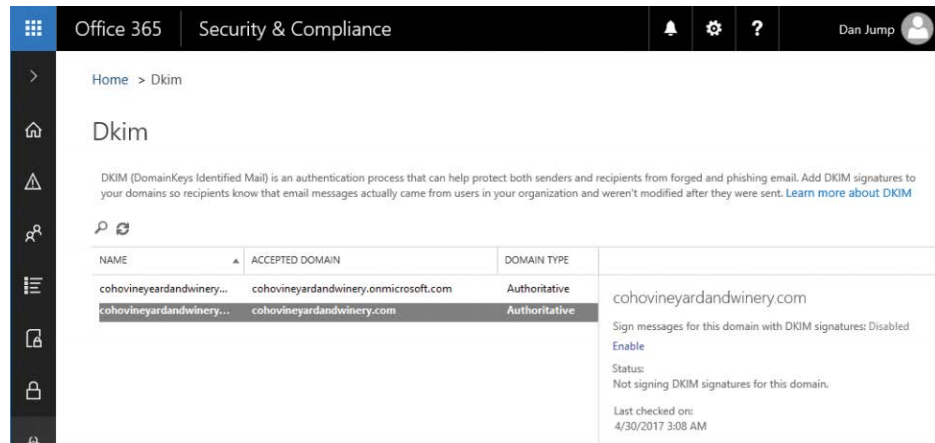 Office 365 Security & Compliance ? Dan Jump
Home > Dkim
Dkim
DKIM (DomainKeys Identified Mail) is an authentication process that can help protect both senders and recipients from forged and phishing email. Add DKIM signatures to
your domains so recipients know that email messages actually came from users in your organization and weren't modified after they were sent. Learn more about DKIM
NAME ACCEPTED DOMAIN DOMAIN TYPE
cohovineyeardandwinery... cohovineyardandwinery.onmicrosoft.com Authoritative
cohovineyardandwinery... cohovineyardandwinery.com Authoritative
cohovineyardandwinery.com
Sign messages for this domain with DKIM signatures: Disabled
Enable
Status:
Not signing DKIM signatures for this domain.
Last checked on:
4/30/2017 3:08 AM